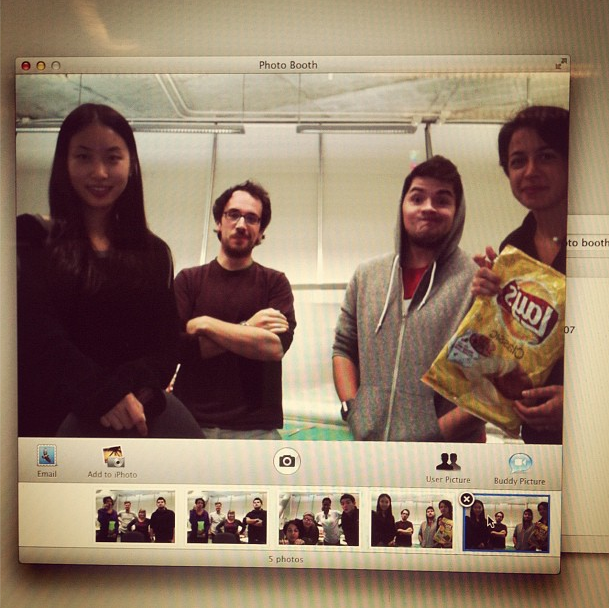 Photo Booth
Lay's
Classic
oto booth
07
Email
Add to iPhoto
User Picture
Buddy Picture
5 photos